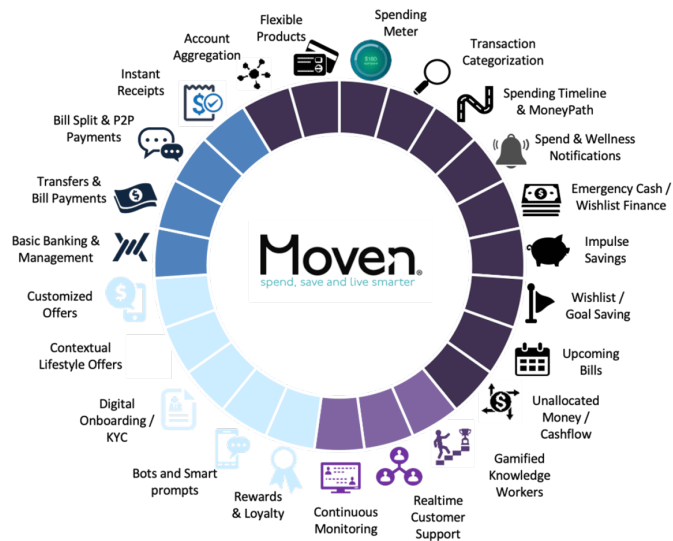 Flexible
Products
Spending
Meter
$180
Transaction
Categorization
Spending Timeline
& MoneyPath
Spend & Wellness
Notifications
Emergency Cash /
Wishlist Finance
Impulse
Savings
Wishlist /
Goal Saving
Upcoming
Bills
Unallocated
Money /
Cashflow
Gamified
Knowledge
Workers
Realtime
Customer
Support
Continuous
Monitoring
Rewards
& Loyalty
Bots and Smart
prompts
Digital
Onboarding /
KYC
Contextual
Lifestyle Offers
Customized
Offers
Basic Banking &
Management
Transfers &
Bill Payments
Bill Split & P2P
Payments
Instant
Receipts
Account
Aggregation
Moven®
spend, save and live smarter